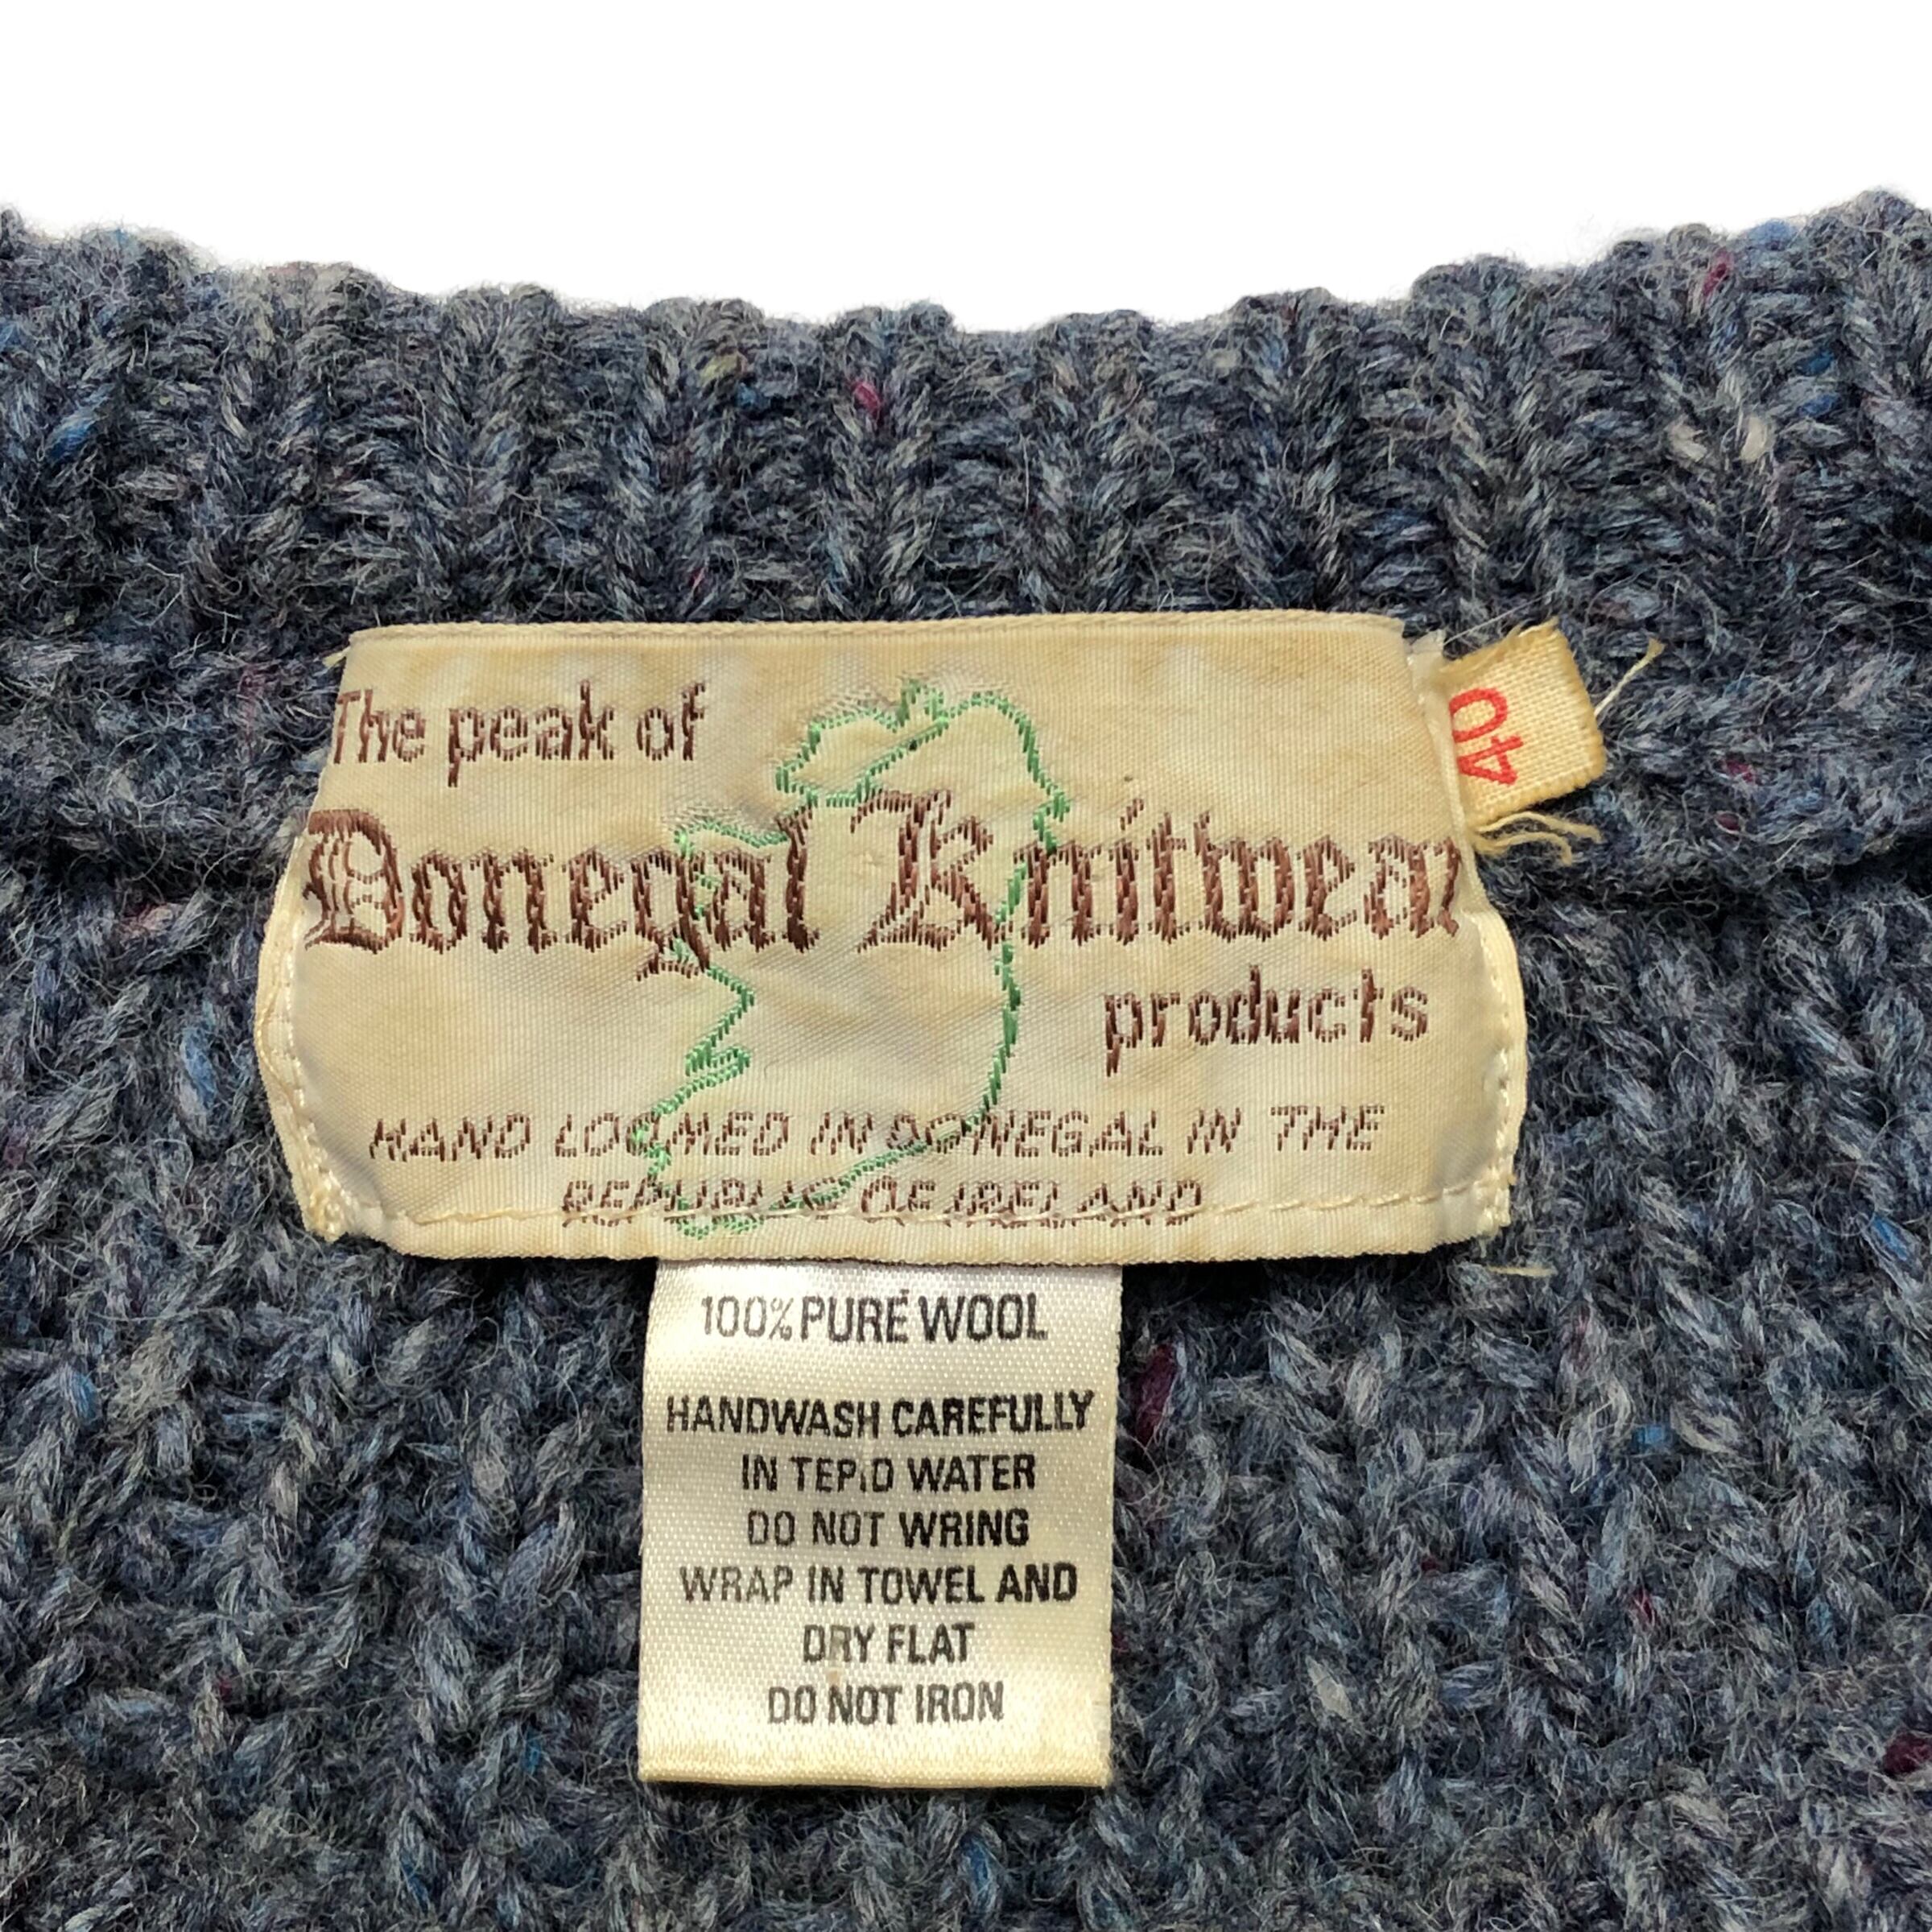 The peak of
Donegal Knitwear
products
HAND LOOMED IN DONEGAL IN THE
REPUBLIC OF IRELAND
40
100% PURE WOOL
HANDWASH CAREFULLY
IN TEPID WATER
DO NOT WRING
WRAP IN TOWEL AND
DRY FLAT
DO NOT IRON